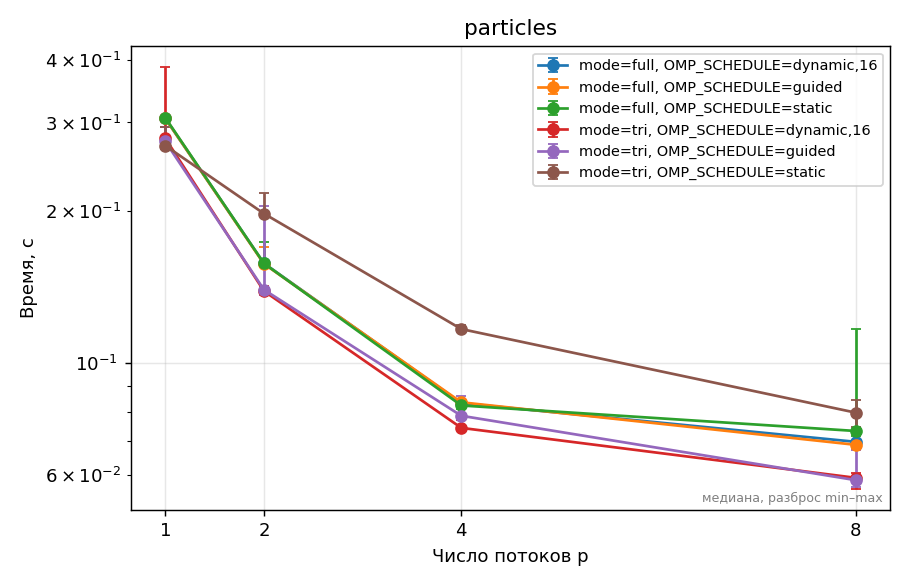 particles
4 × 10⁻¹
3 × 10⁻¹
2 × 10⁻¹
10⁻¹
6 × 10⁻²
Время, с
mode=full, OMP_SCHEDULE=dynamic,16
mode=full, OMP_SCHEDULE=guided
mode=full, OMP_SCHEDULE=static
mode=tri, OMP_SCHEDULE=dynamic,16
mode=tri, OMP_SCHEDULE=guided
mode=tri, OMP_SCHEDULE=static
медиана, разброс min–max
1 2 4 8
Число потоков p